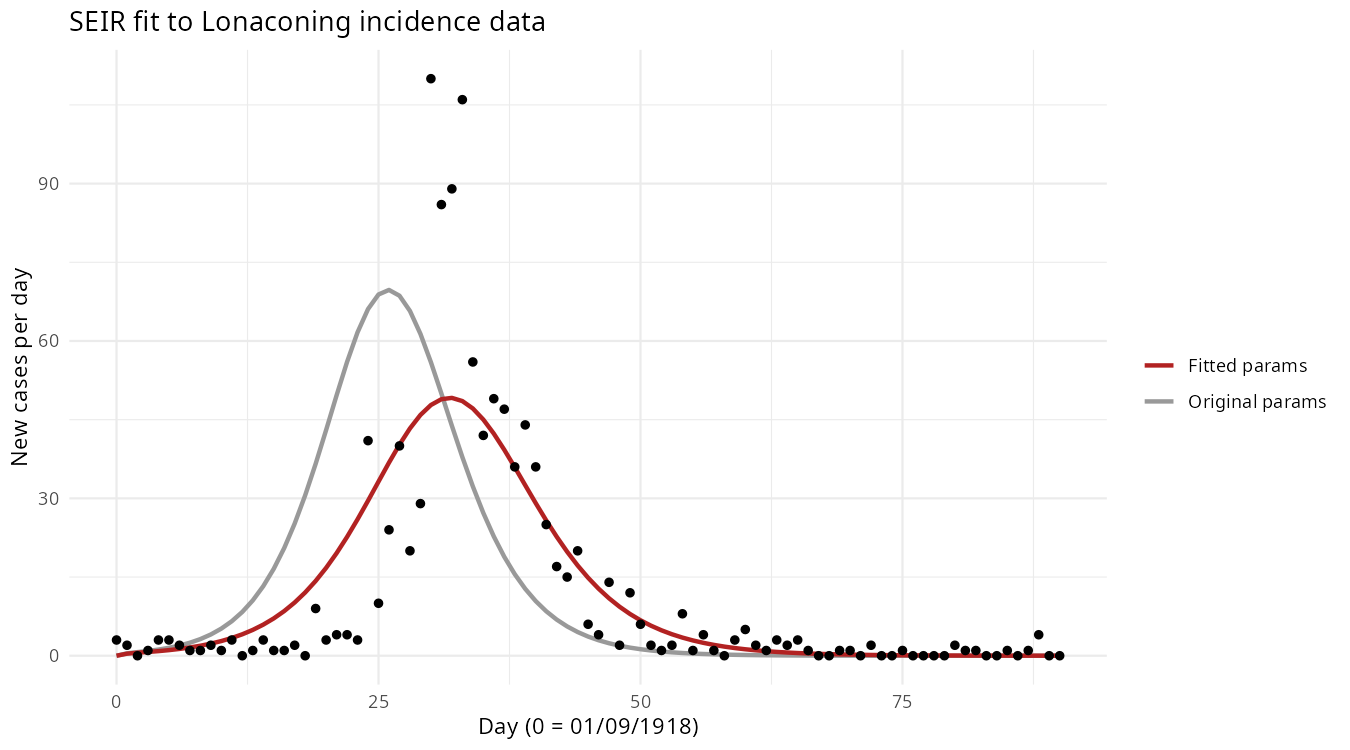 SEIR fit to Lonaconing incidence data
New cases per day
90
60
30
0
0 25 50 75
Day (0 = 01/09/1918)
Fitted params
Original params